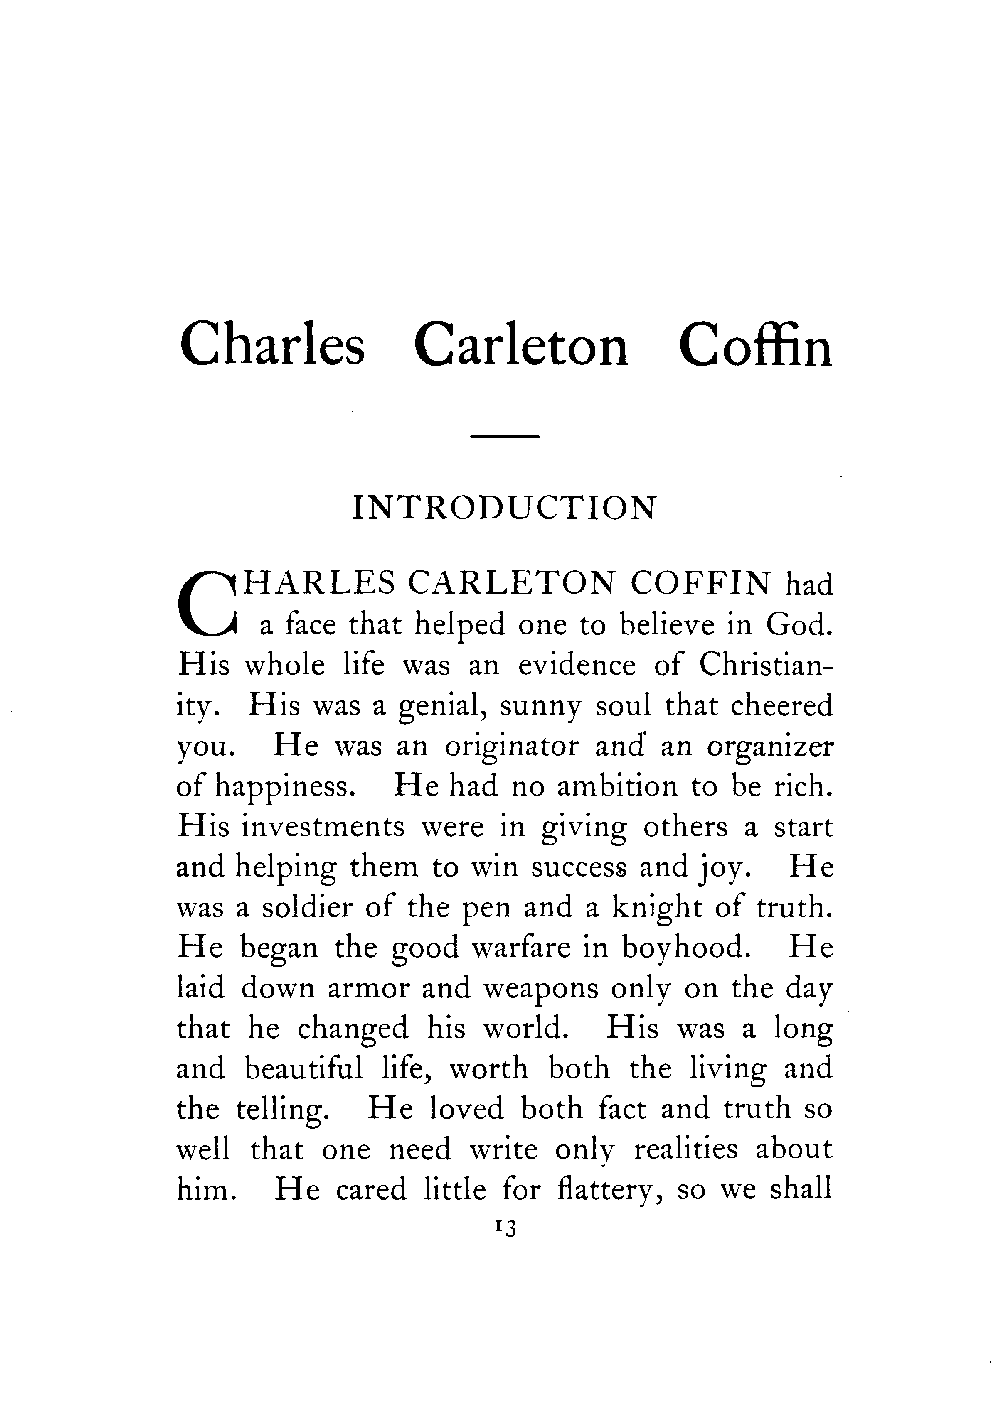 Charles Carleton Coffin
INTRODUCTION
CHARLES CARLETON COFFIN had
a face that helped one to believe in God.
His whole life was an evidence of Christian-
ity. His was a genial, sunny soul that cheered
you. He was an originator and an organizer
of happiness. He had no ambition to be rich.
His investments were in giving others a start
and helping them to win success and joy. He
was a soldier of the pen and a knight of truth.
He began the good warfare in boyhood. He
laid down armor and weapons only on the day
that he changed his world. His was a long
and beautiful life, worth both the living and
the telling. He loved both fact and truth so
well that one need write only realities about
him. He cared little for flattery, so we shall
13